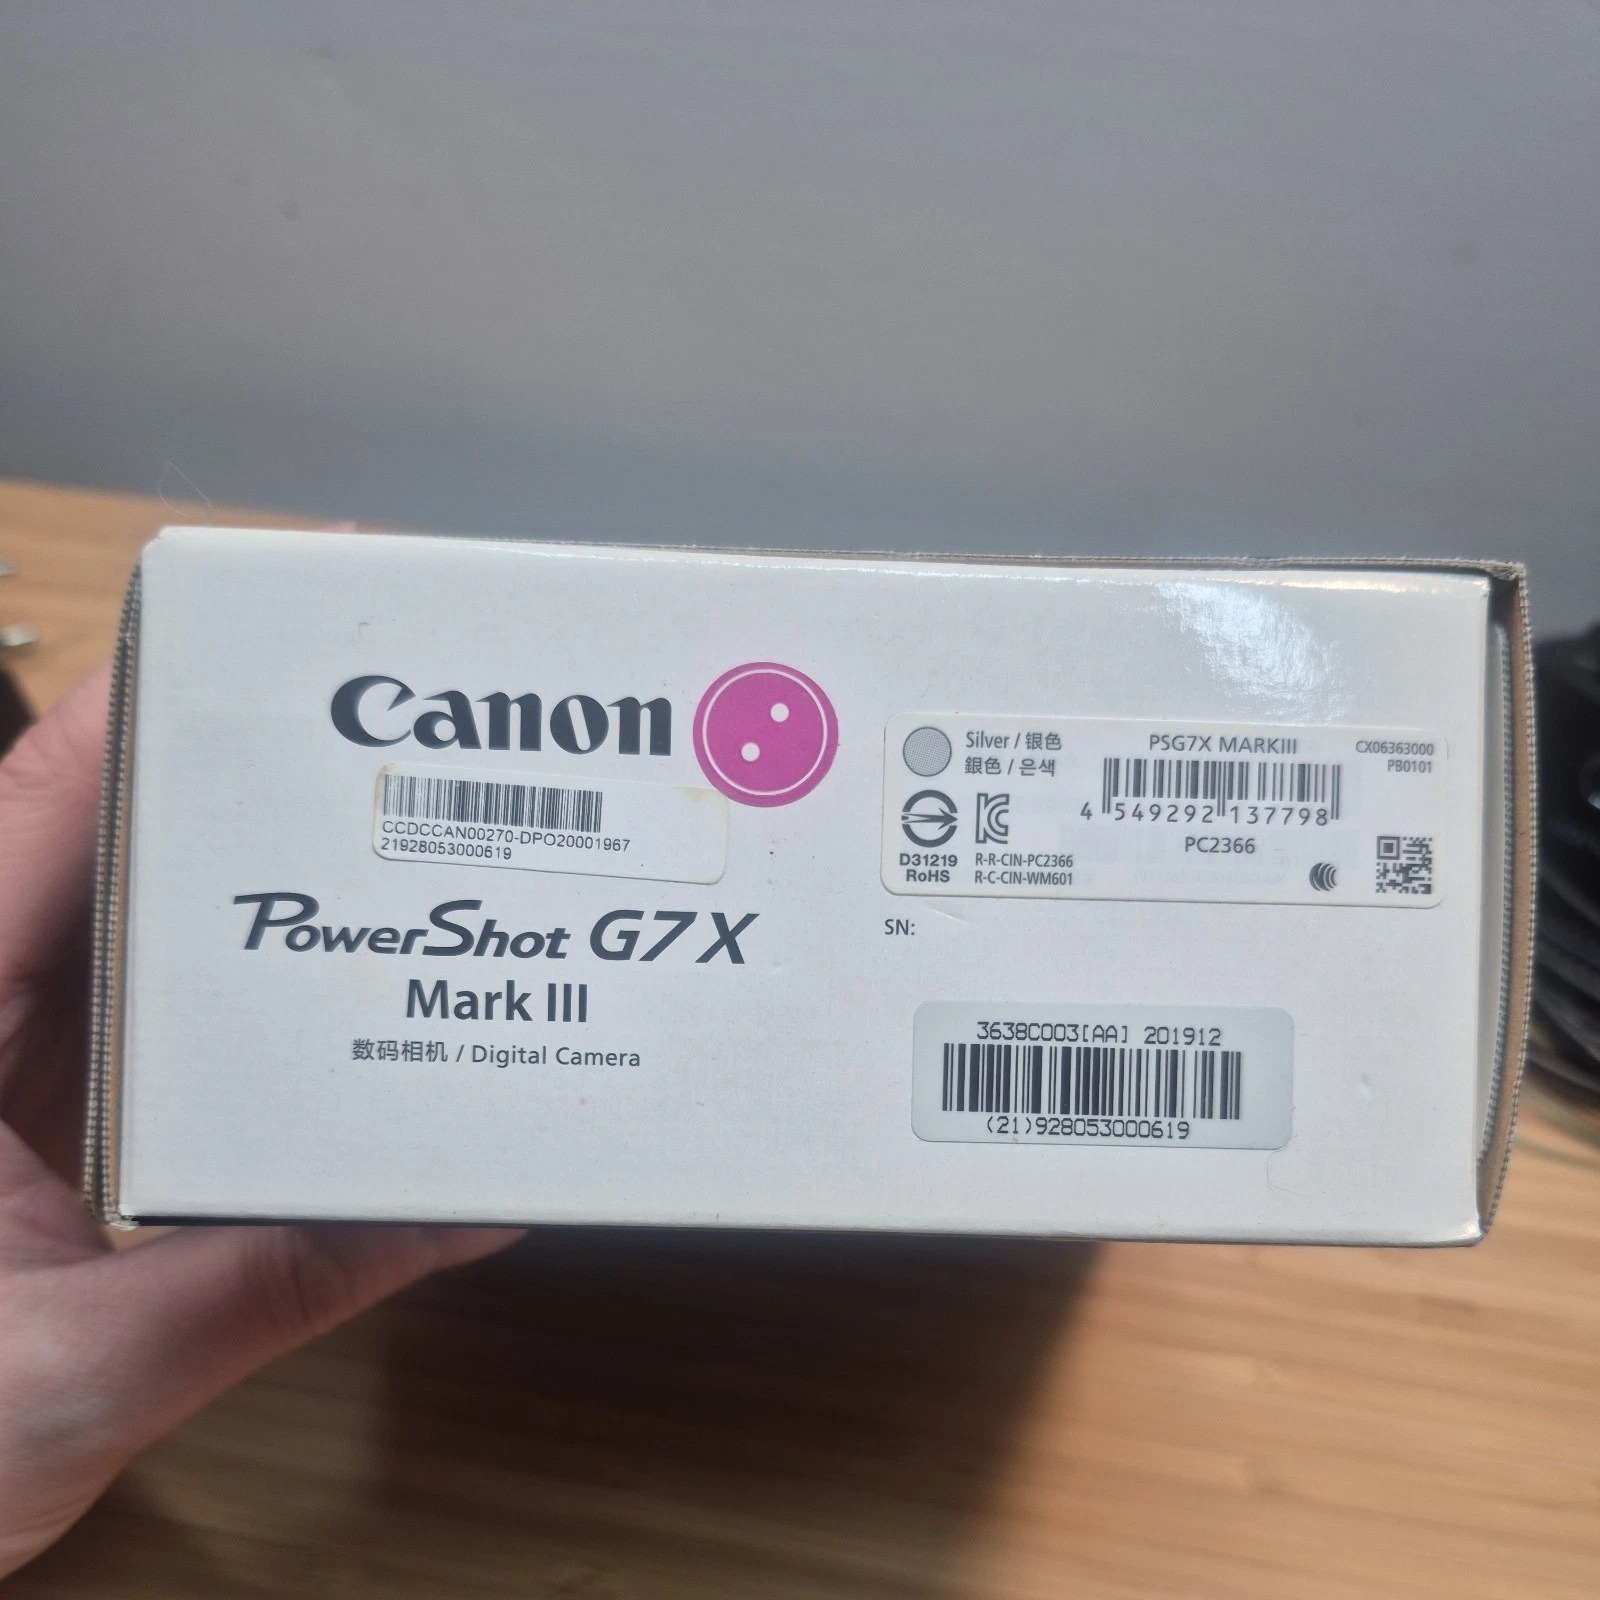 Canon
CCDCCAN00270-DPO20001967
21928053000619
PowerShot G7 X
Mark III
数码相机 / Digital Camera
Silver / 银色
銀色 / 은색
PSG7X MARKIII
CX06363000
PB0101
4 549292 137798
PC2366
D31219
RoHS
R-R-CIN-PC2366
R-C-CIN-WM601
SN:
3638C003[AA] 201912
(21)928053000619